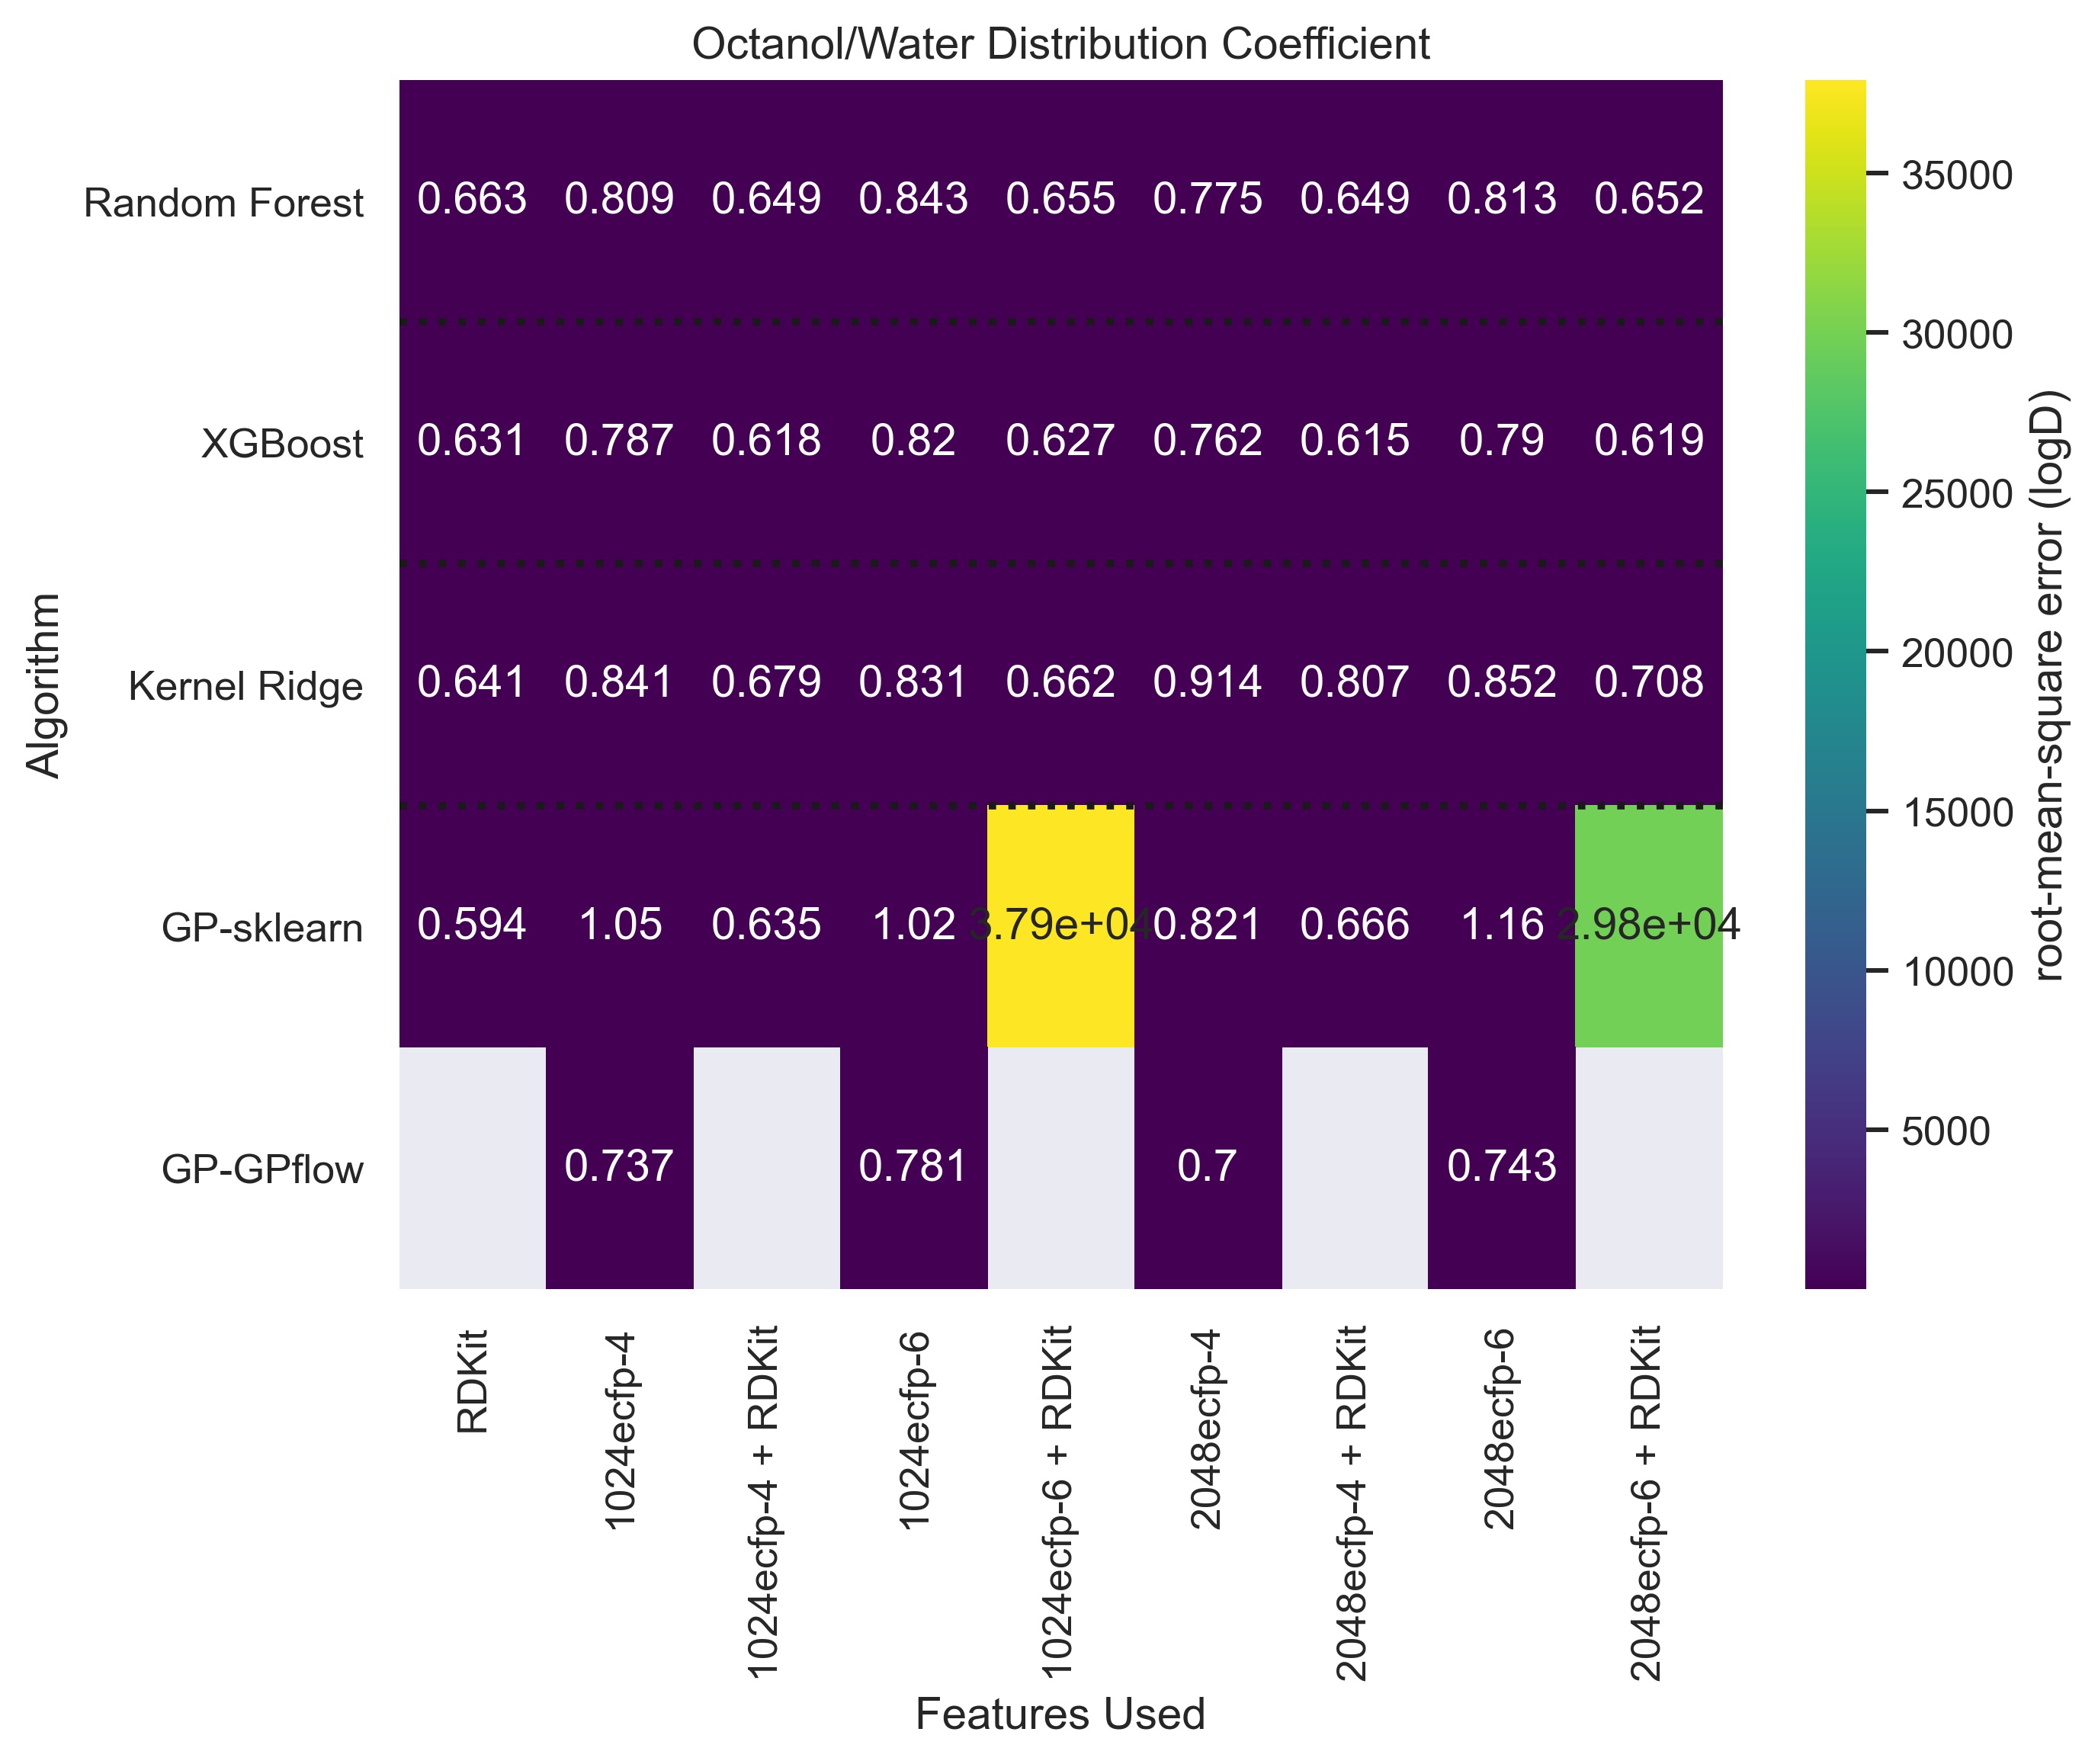 Octanol/Water Distribution Coefficient
Algorithm
Random Forest
0.663 0.809 0.649 0.843 0.655 0.775 0.649 0.813 0.652
XGBoost
0.631 0.787 0.618 0.82 0.627 0.762 0.615 0.79 0.619
Kernel Ridge
0.641 0.841 0.679 0.831 0.662 0.914 0.807 0.852 0.708
GP-sklearn
0.594 1.05 0.635 1.02 3.79e+04 0.821 0.666 1.16 2.98e+04
GP-GPflow
0.737 0.781 0.7 0.743
RDKit
1024ecfp-4
1024ecfp-4 + RDKit
1024ecfp-6
1024ecfp-6 + RDKit
2048ecfp-4
2048ecfp-4 + RDKit
2048ecfp-6
2048ecfp-6 + RDKit
Features Used
35000
30000
25000
20000
15000
10000
5000
root-mean-square error (logD)